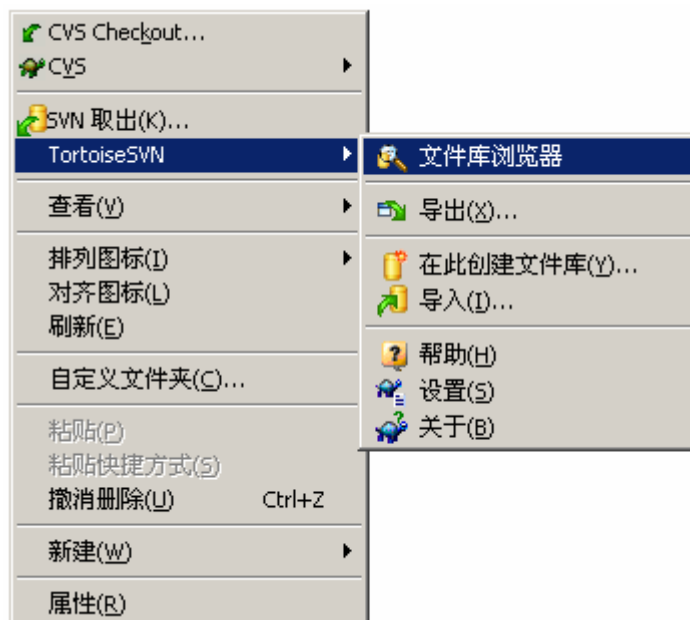 CVS Checkout...
CVS
SVN 取出(K)...
TortoiseSVN
查看(V)
排列图标(I)
对齐图标(L)
刷新(E)
自定义文件夹(C)...
粘贴(P)
粘贴快捷方式(S)
撤消删除(U) Ctrl+Z
新建(W)
属性(R)
文件库浏览器
导出(X)...
在此创建文件库(Y)...
导入(I)...
帮助(H)
设置(S)
关于(B)